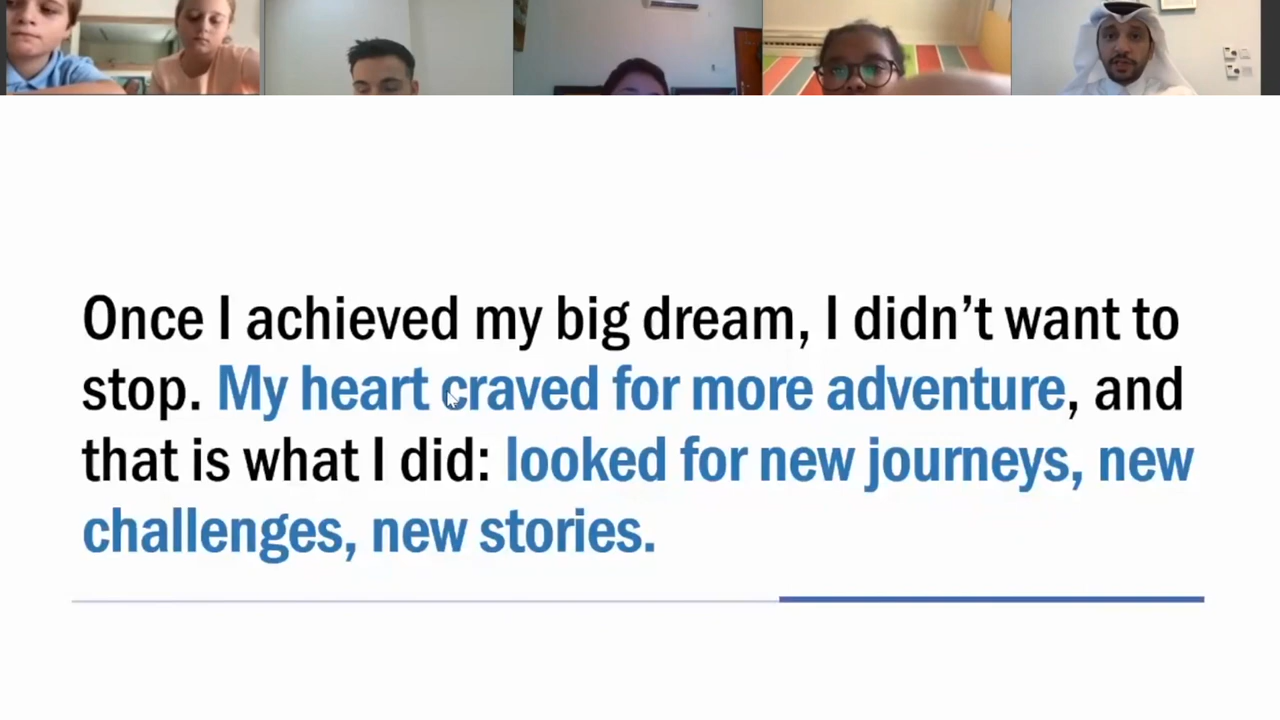 Once I achieved my big dream, I didn’t want to
stop. My heart craved for more adventure, and
that is what I did: looked for new journeys, new
challenges, new stories.